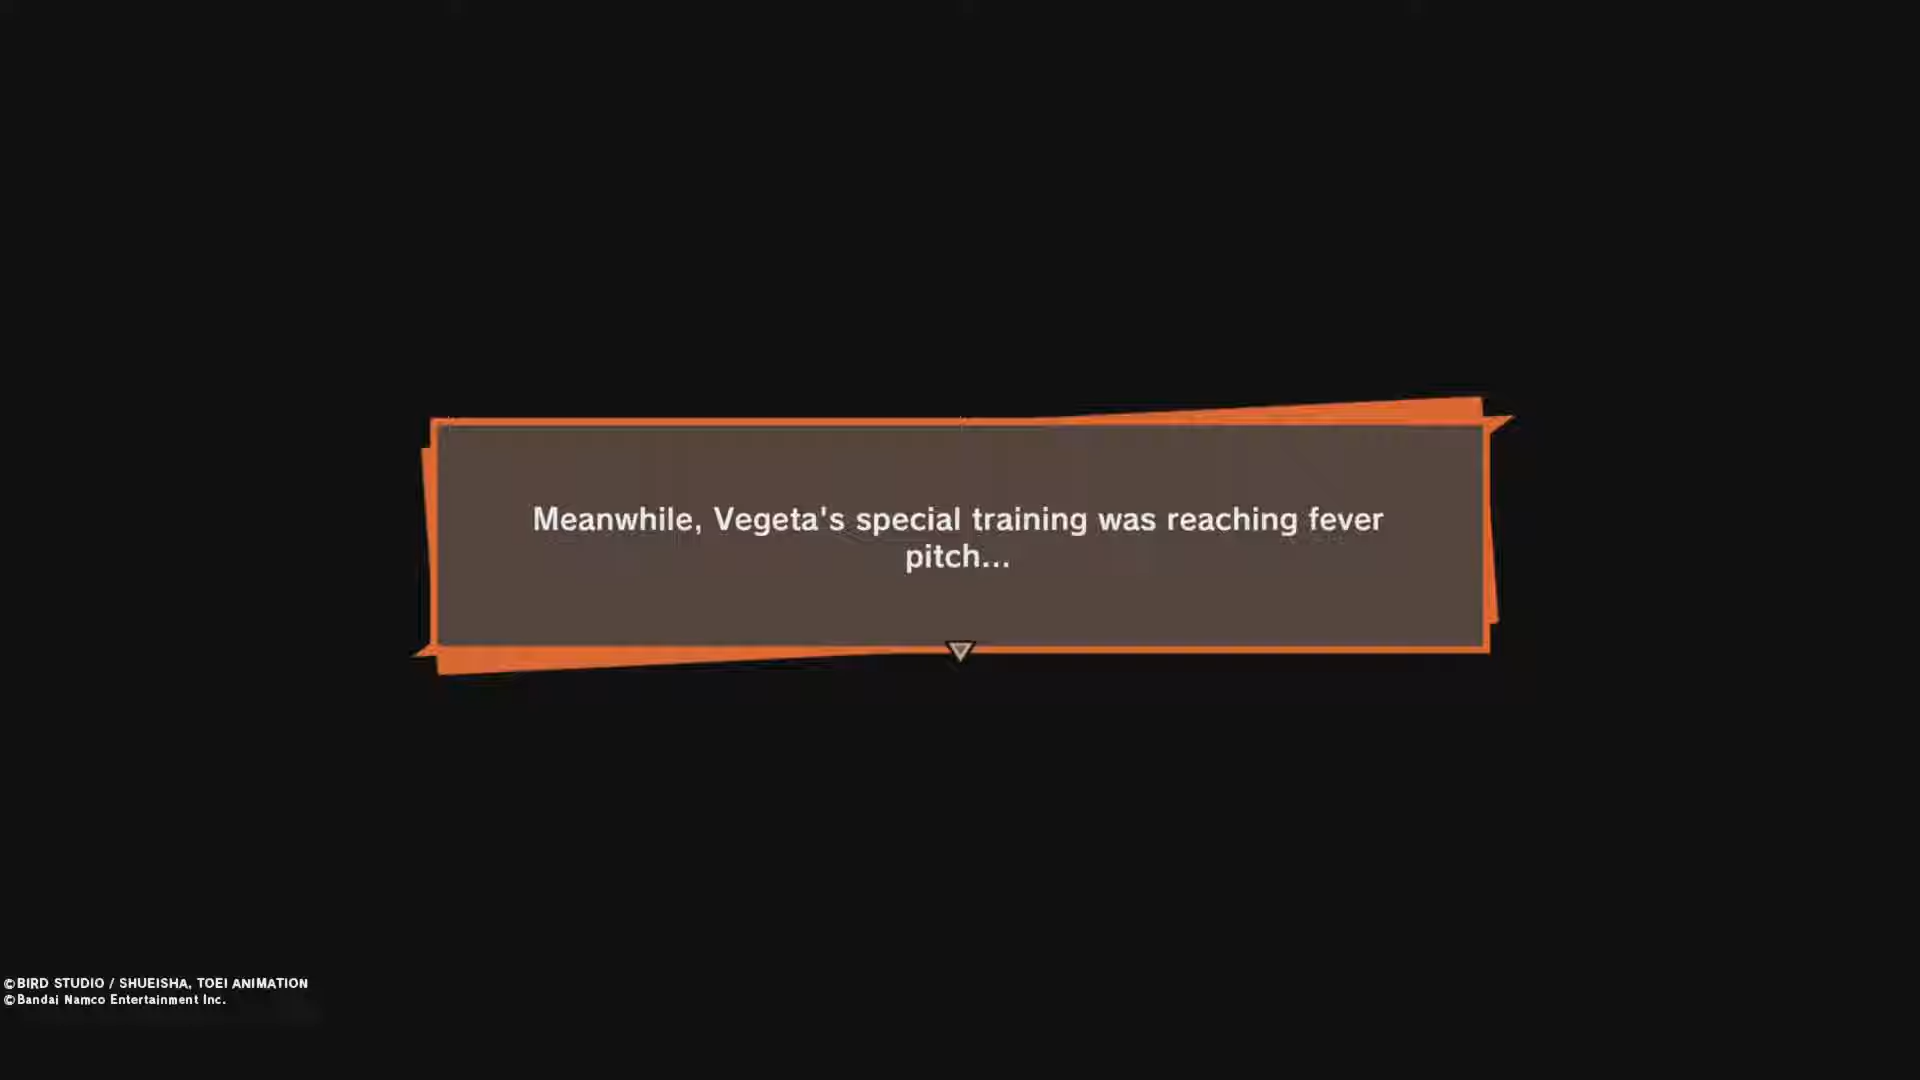 Meanwhile, Vegeta's special training was reaching fever
pitch...
©BIRD STUDIO / SHUEISHA, TOEI ANIMATION
©Bandai Namco Entertainment Inc.